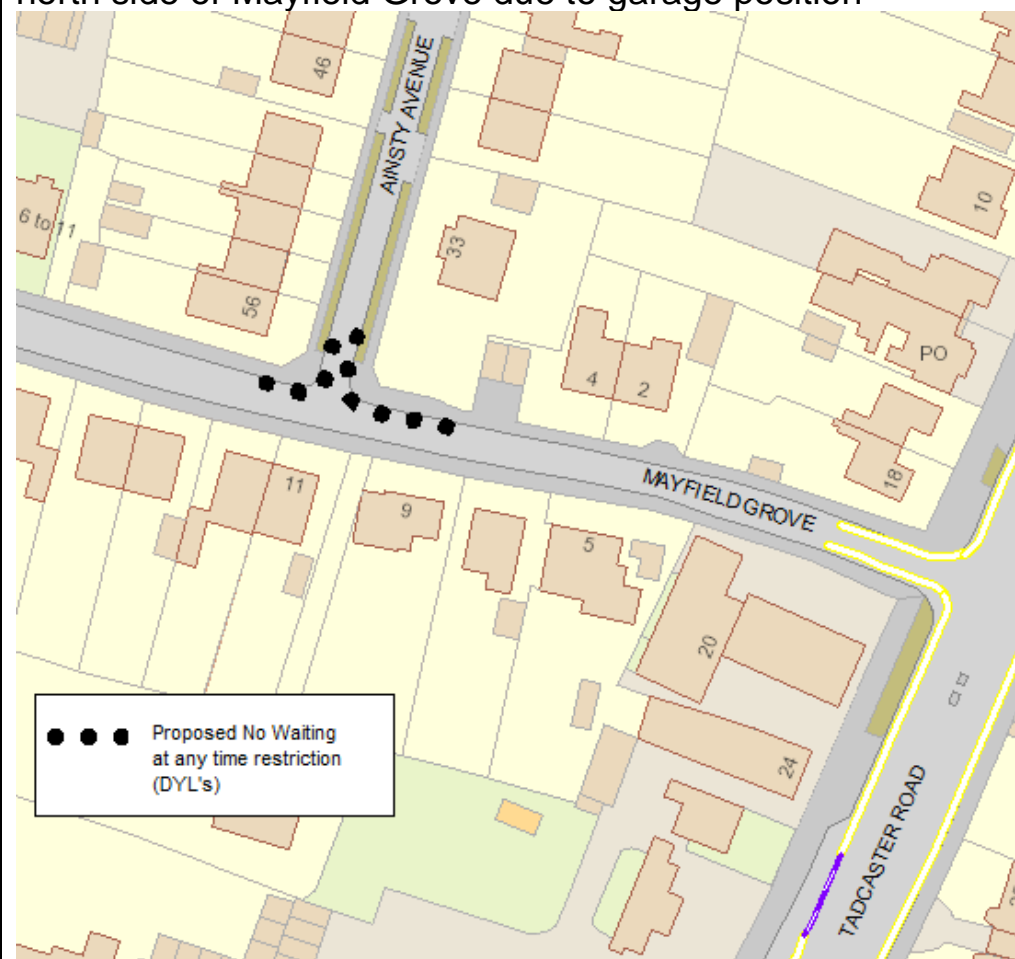 north side of Mayfield Grove due to garage position
46
AINSTY AVENUE
10
6 to 11
33
56
PO
4
2
18
MAYFIELD GROVE
11
9
5
20
24
TADCASTER ROAD
Proposed No Waiting
at any time restriction
(DYL's)